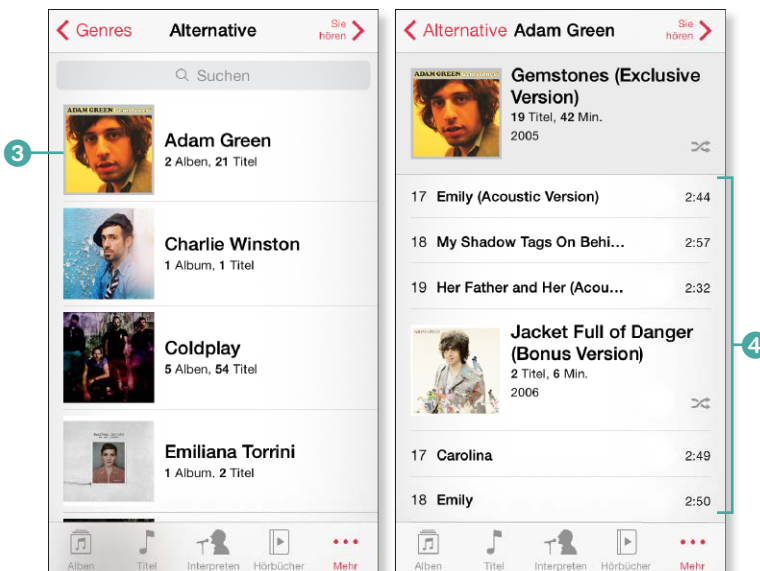 Genres
Alternative
Sie
hören
Suchen
3
ADAM GREEN
Adam Green
2 Alben, 21 Titel
Charlie Winston
1 Album, 1 Titel
Coldplay
5 Alben, 54 Titel
Emiliana Torrini
1 Album, 2 Titel
Alben
Titel
Interpreten
Hörbücher
Mehr
Alternative
Adam Green
Sie
hören
ADAM GREEN
Gemstones (Exclusive
Version)
19 Titel, 42 Min.
2005
17 Emily (Acoustic Version) 2:44
18 My Shadow Tags On Behi... 2:57
19 Her Father and Her (Acou... 2:32
Jacket Full of Danger
(Bonus Version)
2 Titel, 6 Min.
2006
17 Carolina 2:49
18 Emily 2:50
4
Alben
Titel
Interpreten
Hörbücher
Mehr